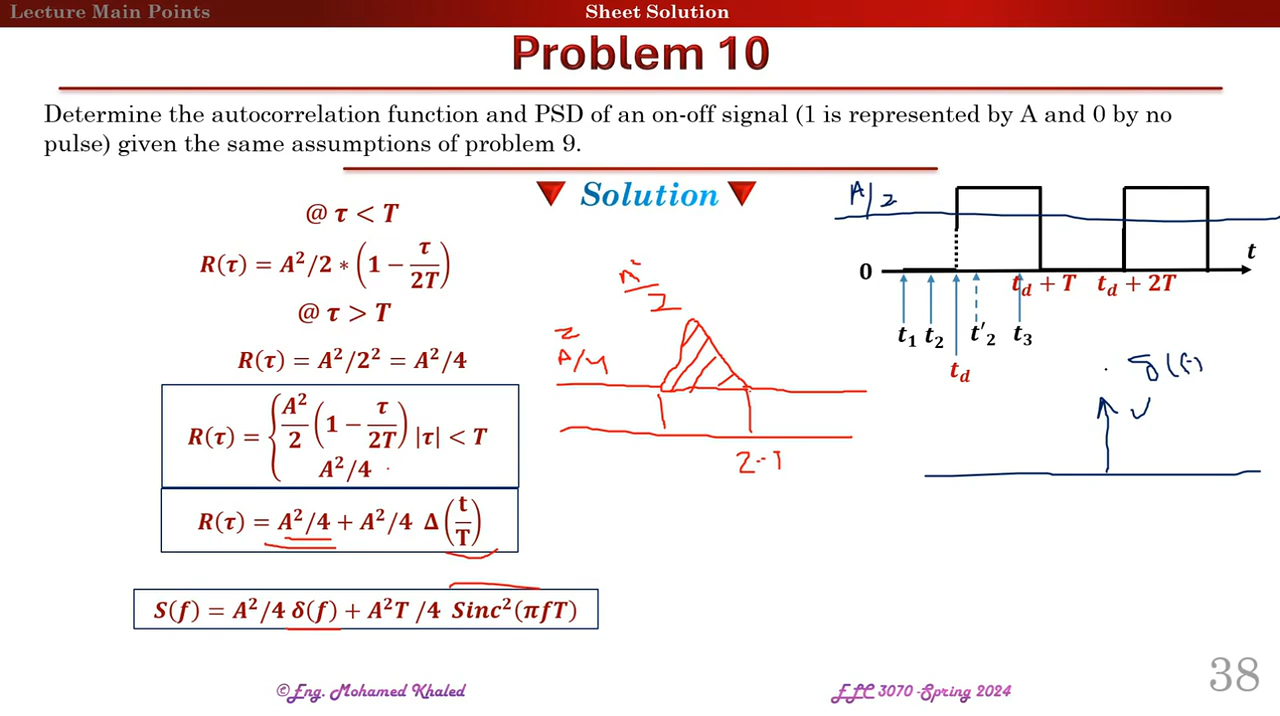 Lecture Main Points
Sheet Solution
Problem 10
Determine the autocorrelation function and PSD of an on-off signal (1 is represented by A and 0 by no
pulse) given the same assumptions of problem 9.
Solution
@ τ < T
R(τ) = A²/2 * (1 − τ/2T)
@ τ > T
R(τ) = A²/2² = A²/4
R(τ) = { A²/2 (1 − τ/2T) |τ| < T
A²/4
R(τ) = A²/4 + A²/4 Δ(t/T)
S(f) = A²/4 δ(f) + A²T /4 Sinc²(πfT)
2
A/4
A/2
0
t
t_d + T
t_d + 2T
t₁ t₂ t′₂ t₃
t_d
δ(f)
©Eng. Mohamed Khaled
ELC 3070 -Spring 2024
38